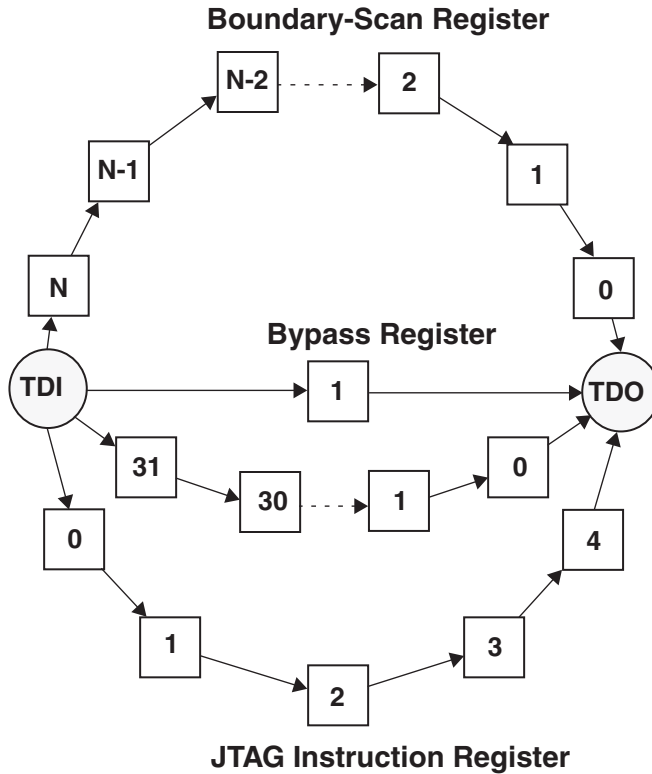 Boundary-Scan Register
N-2
2
N-1
1
N
0
Bypass Register
TDI
1
TDO
31
30
1
0
0
4
1
3
2
JTAG Instruction Register